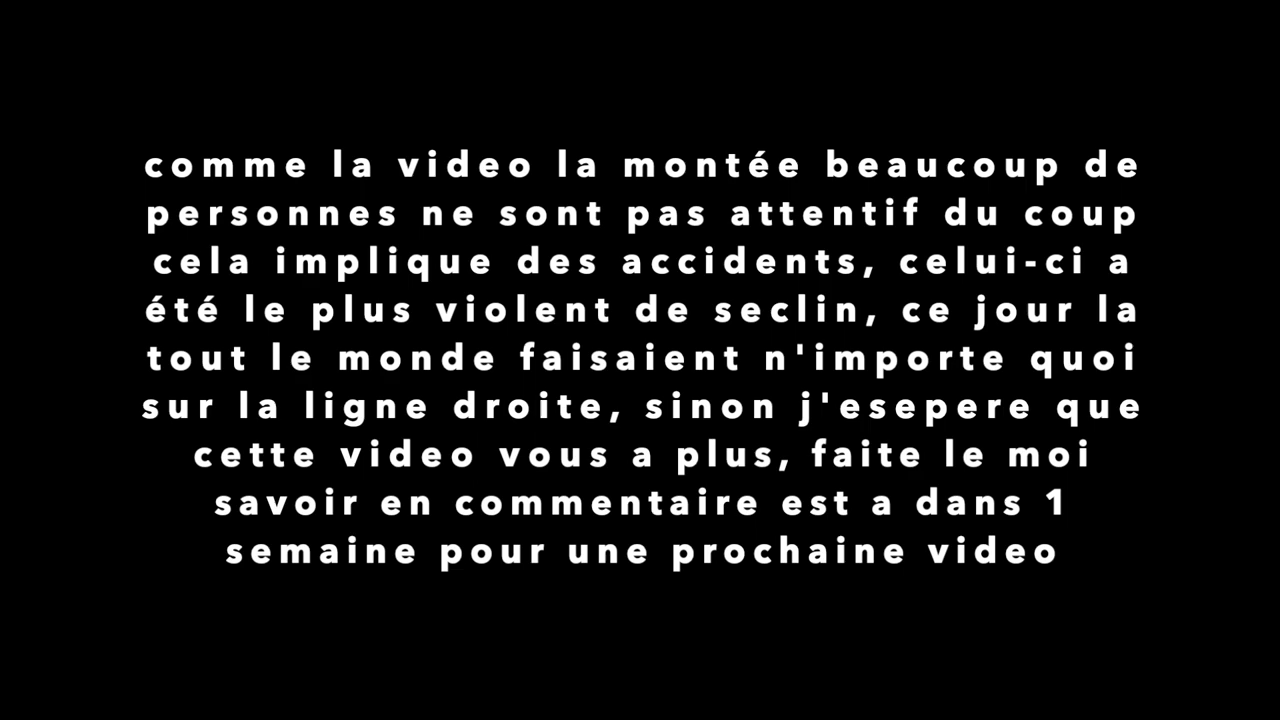 comme la video la montée beaucoup de
personnes ne sont pas attentif du coup
cela implique des accidents, celui-ci a
été le plus violent de seclin, ce jour la
tout le monde faisaient n'importe quoi
sur la ligne droite, sinon j'esepere que
cette video vous a plus, faite le moi
savoir en commentaire est a dans 1
semaine pour une prochaine video